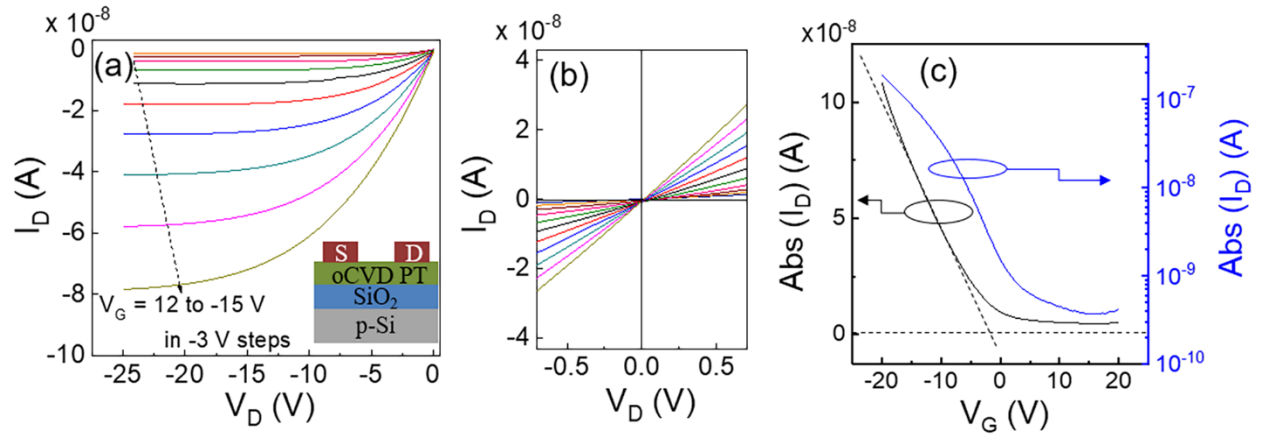 x 10⁻⁸
0
-2
-4
-6
-8
-10
I_D (A)
(a)
V_G = 12 to -15 V
in -3 V steps
S
D
oCVD PT
SiO₂
p-Si
-25
-20
-15
-10
-5
0
V_D (V)
x 10⁻⁸
4
2
0
-2
-4
I_D (A)
(b)
-0.5
0.0
0.5
V_D (V)
x 10⁻⁸
10
5
0
Abs (I_D) (A)
(c)
10⁻⁷
10⁻⁸
10⁻⁹
10⁻¹⁰
Abs (I_D) (A)
-20
-10
0
10
20
V_G (V)